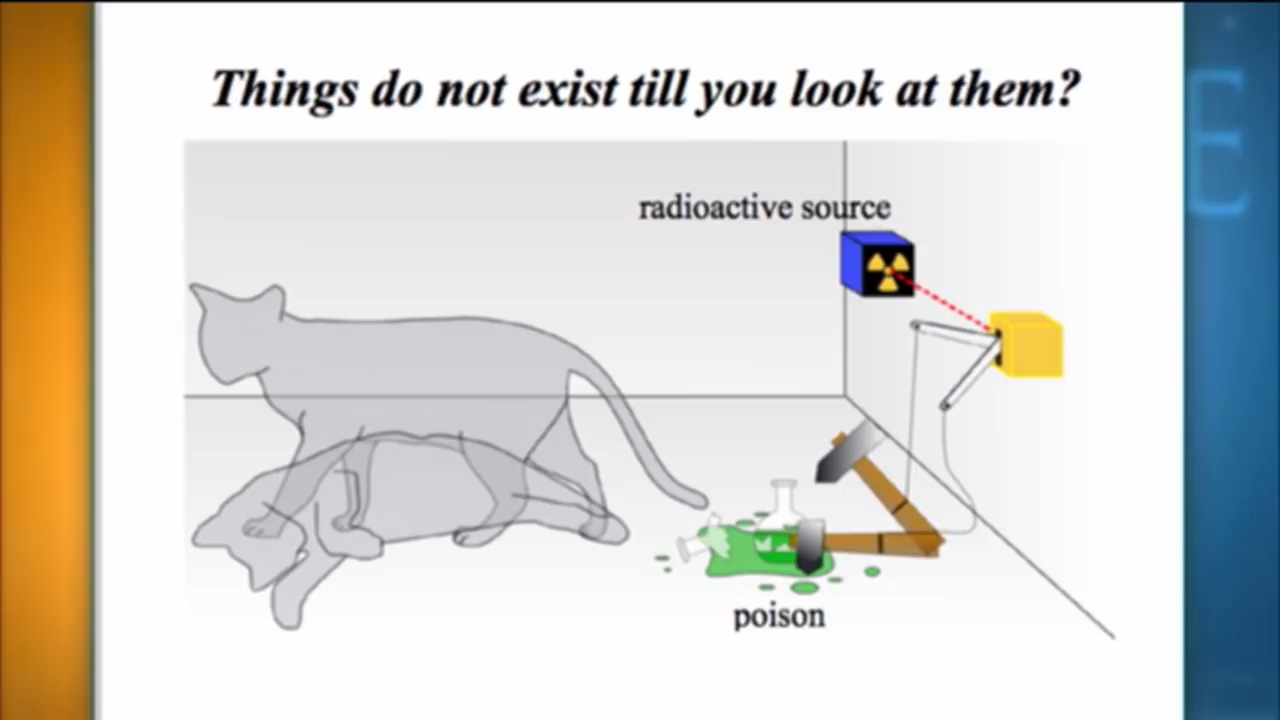 Things do not exist till you look at them?
radioactive source
poison
E